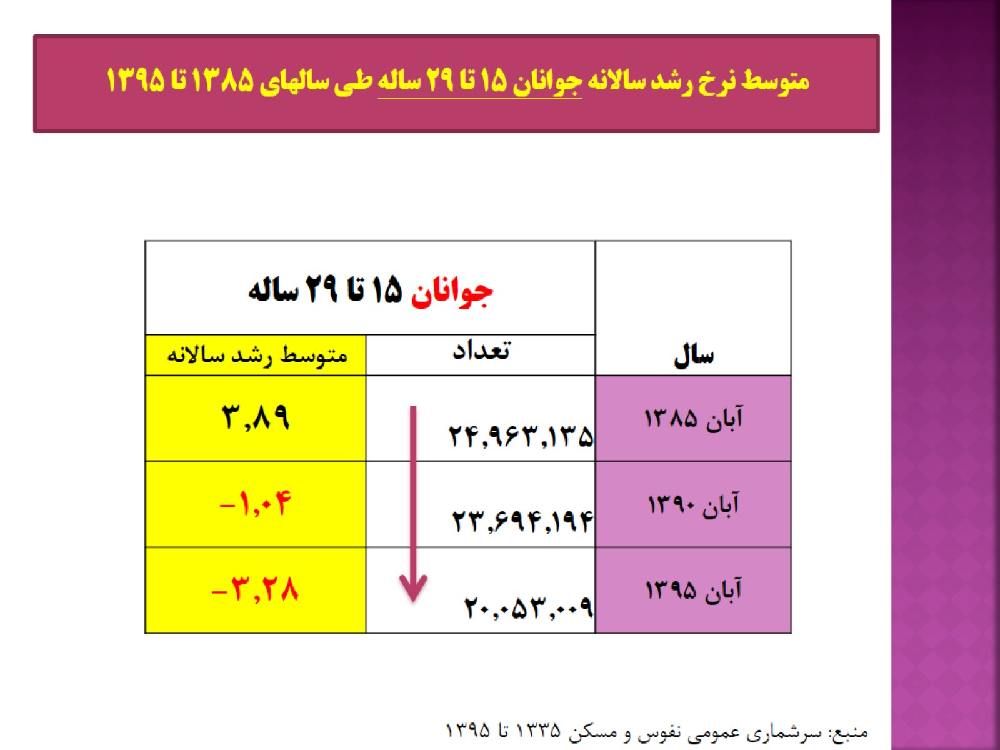 متوسط نرخ رشد سالانه جوانان ۱۵ تا ۲۹ ساله طی سالهای ۱۳۸۵ تا ۱۳۹۵
جوانان ۱۵ تا ۲۹ ساله
سال
تعداد
متوسط رشد سالانه
آبان ۱۳۸۵
۲۴,۹۶۳,۱۳۵
۳,۸۹
آبان ۱۳۹۰
۲۳,۶۹۴,۱۹۴
-۱,۰۴
آبان ۱۳۹۵
۲۰,۰۵۳,۰۰۹
-۳,۲۸
منبع: سرشماری عمومی نفوس و مسکن ۱۳۳۵ تا ۱۳۹۵